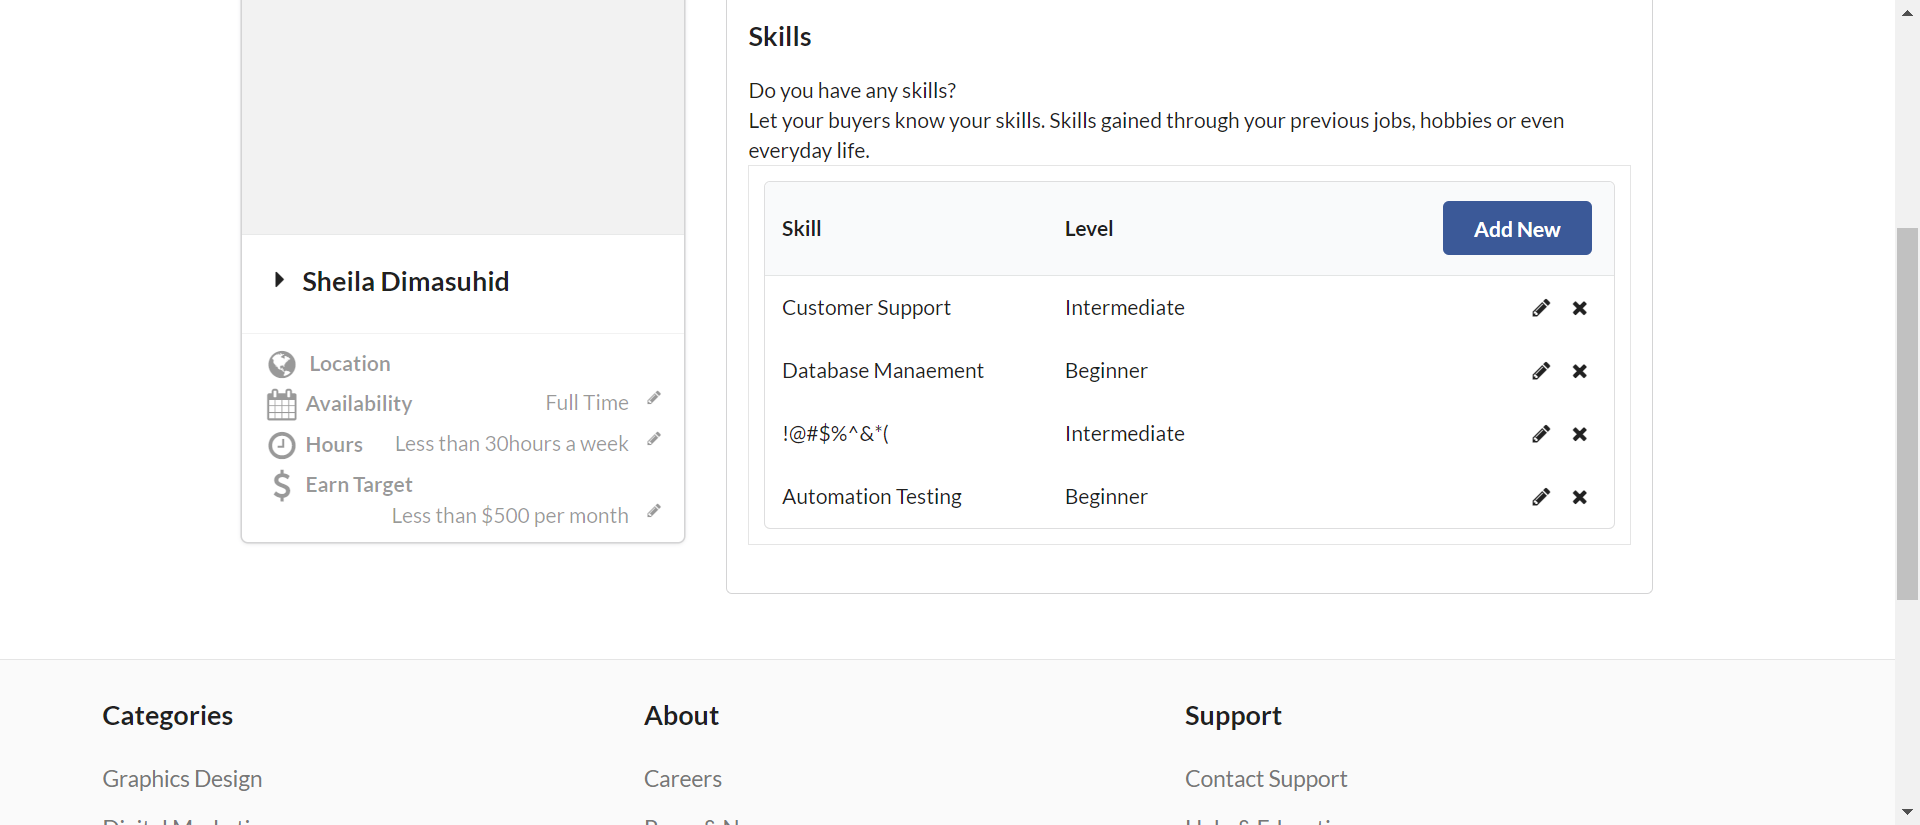 Skills
Do you have any skills?
Let your buyers know your skills. Skills gained through your previous jobs, hobbies or even
everyday life.
Skill Level Add New
Customer Support Intermediate
Database Manaement Beginner
!@#$%^&*( Intermediate
Automation Testing Beginner
Sheila Dimasuhid
Location
Availability Full Time
Hours Less than 30hours a week
Earn Target
Less than $500 per month
Categories About Support
Graphics Design Careers Contact Support